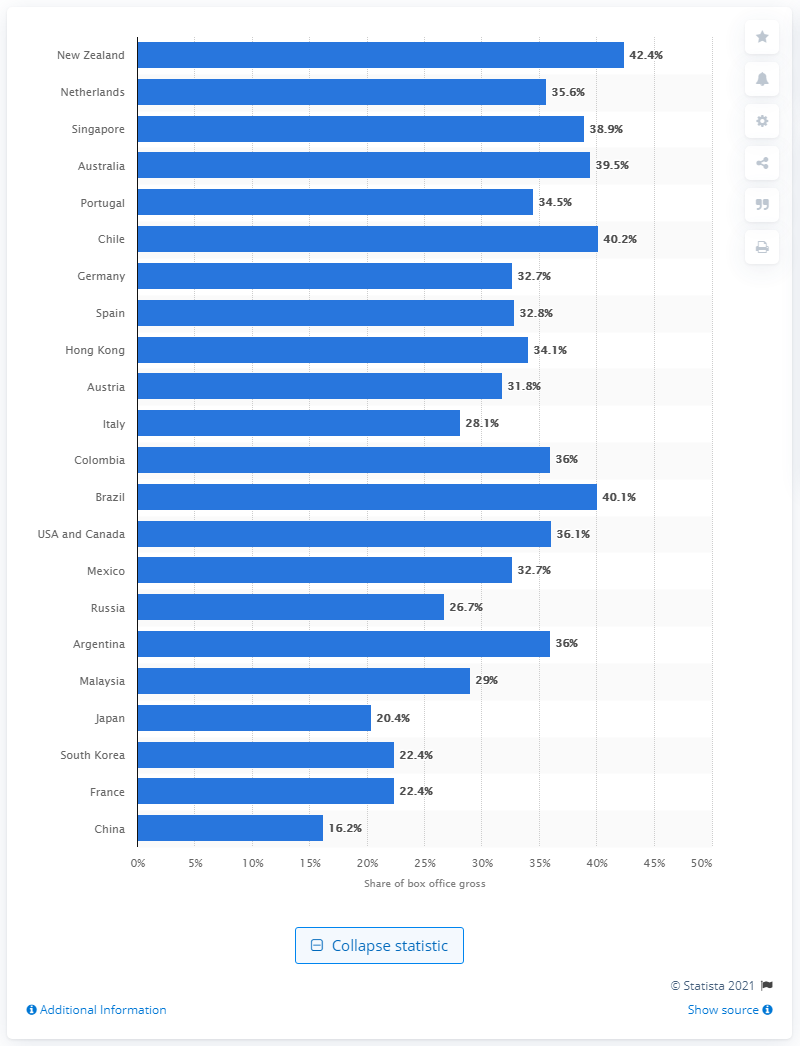 New Zealand 42.4%
Netherlands 35.6%
Singapore 38.9%
Australia 39.5%
Portugal 34.5%
Chile 40.2%
Germany 32.7%
Spain 32.8%
Hong Kong 34.1%
Austria 31.8%
Italy 28.1%
Colombia 36%
Brazil 40.1%
USA and Canada 36.1%
Mexico 32.7%
Russia 26.7%
Argentina 36%
Malaysia 29%
Japan 20.4%
South Korea 22.4%
France 22.4%
China 16.2%
0% 5% 10% 15% 20% 25% 30% 35% 40% 45% 50%
Share of box office gross
Collapse statistic
© Statista 2021
Additional Information Show source